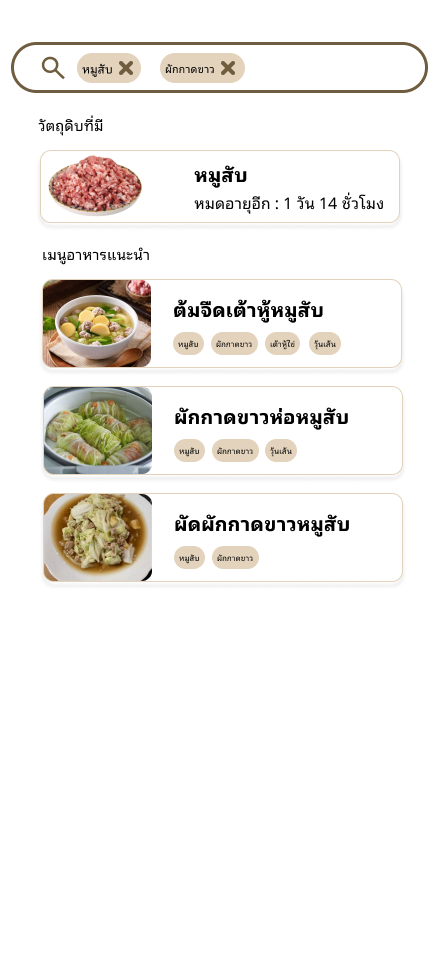 หมูสับ ผักกาดขาว
วัตถุดิบที่มี
หมูสับ
หมดอายุอีก : 1 วัน 14 ชั่วโมง
เมนูอาหารแนะนำ
ต้มจืดเต้าหู้หมูสับ
หมูสับ ผักกาดขาว เต้าหู้ไข่ วุ้นเส้น
ผักกาดขาวห่อหมูสับ
หมูสับ ผักกาดขาว วุ้นเส้น
ผัดผักกาดขาวหมูสับ
หมูสับ ผักกาดขาว